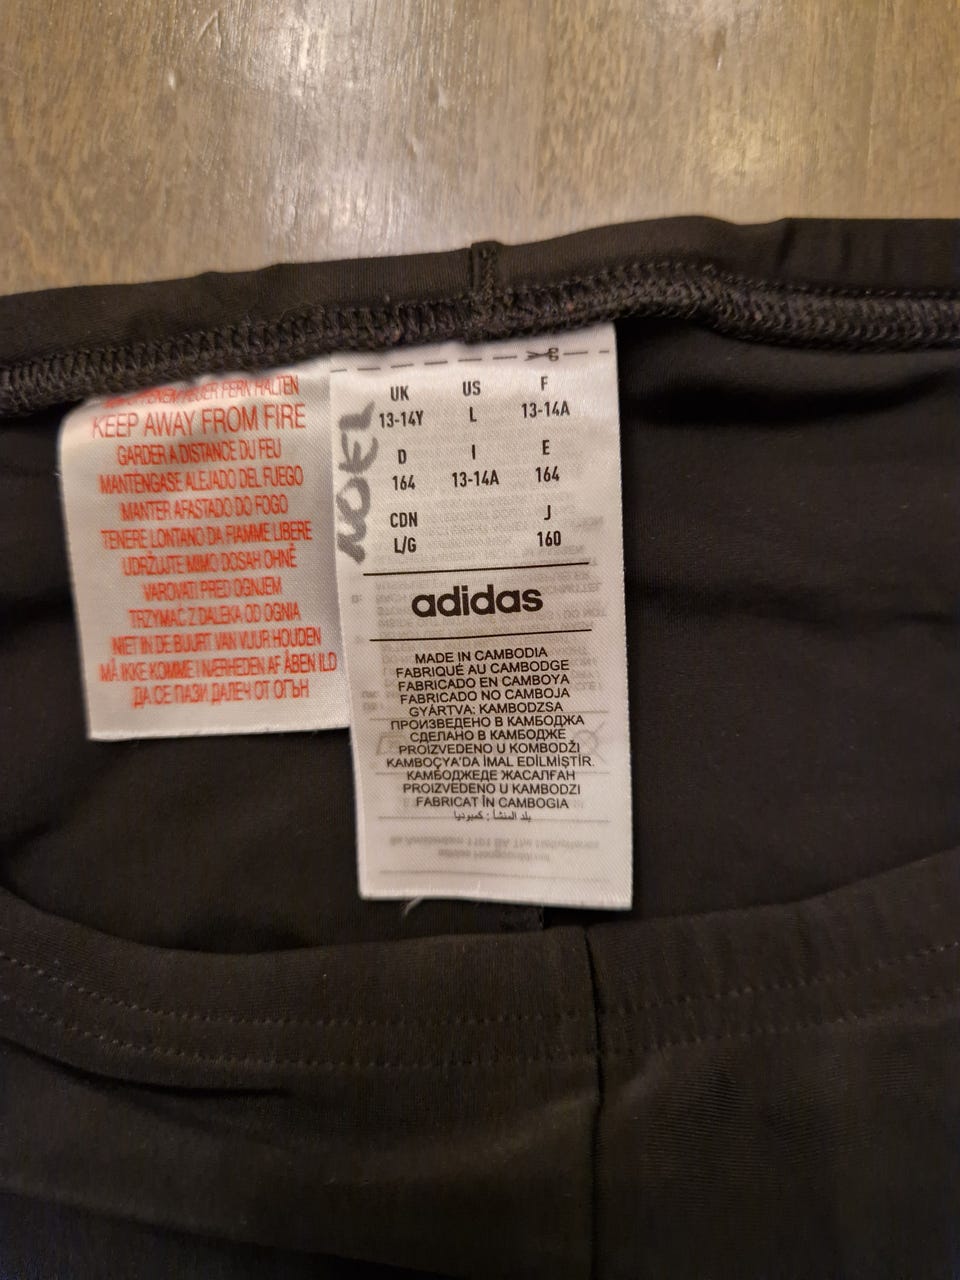 KEEP AWAY FROM FIRE
GARDER A DISTANCE DU FEU
MANTENGASE ALEJADO DEL FUEGO
MANTER AFASTADO DO FOGO
TENERE LONTANO DA FIAMME LIBERE
UDRŽUJTE MIMO DOSAH OHNĚ
VAROVATI PRED OGNJEM
TRZYMAĆ Z DALEKA OD OGNIA
NIET IN DE BUURT VAN VUUR HOUDEN
MÅ IKKE KOMME I NÆRHEDEN AF ÅBEN ILD
ДА СЕ ПАЗИ ДАЛЕЧ ОТ ОГЪН
NOEL
UK US F
13-14Y L 13-14A
D I E
164 13-14A 164
CDN J
L/G 160
adidas
MADE IN CAMBODIA
FABRIQUÉ AU CAMBODGE
FABRICADO EN CAMBOYA
FABRICADO NO CAMBOJA
GYÁRTVA: KAMBODZSA
ПРОИЗВЕДЕНО В КАМБОДЖА
СДЕЛАНО В КАМБОДЖЕ
PROIZVEDENO U KOMBODŽI
KAMBOÇYA'DA İMAL EDİLMİŞTİR.
КАМБОДЖЕДЕ ЖАСАЛҒАН
PROIZVEDENO U KAMBODZI
FABRICAT ÎN CAMBOGIA
بلد المنشأ : كمبوديا